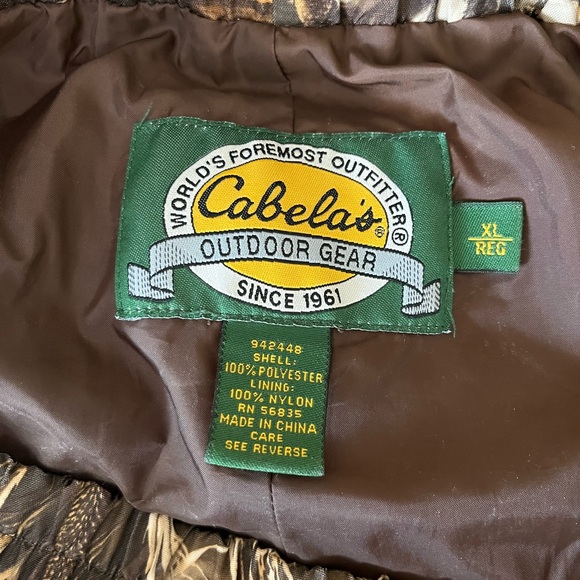 WORLD'S FOREMOST OUTFITTER®
Cabela's®
OUTDOOR GEAR
SINCE 1961
XL
REG
942448
SHELL:
100% POLYESTER
LINING:
100% NYLON
RN 56835
MADE IN CHINA
CARE
SEE REVERSE